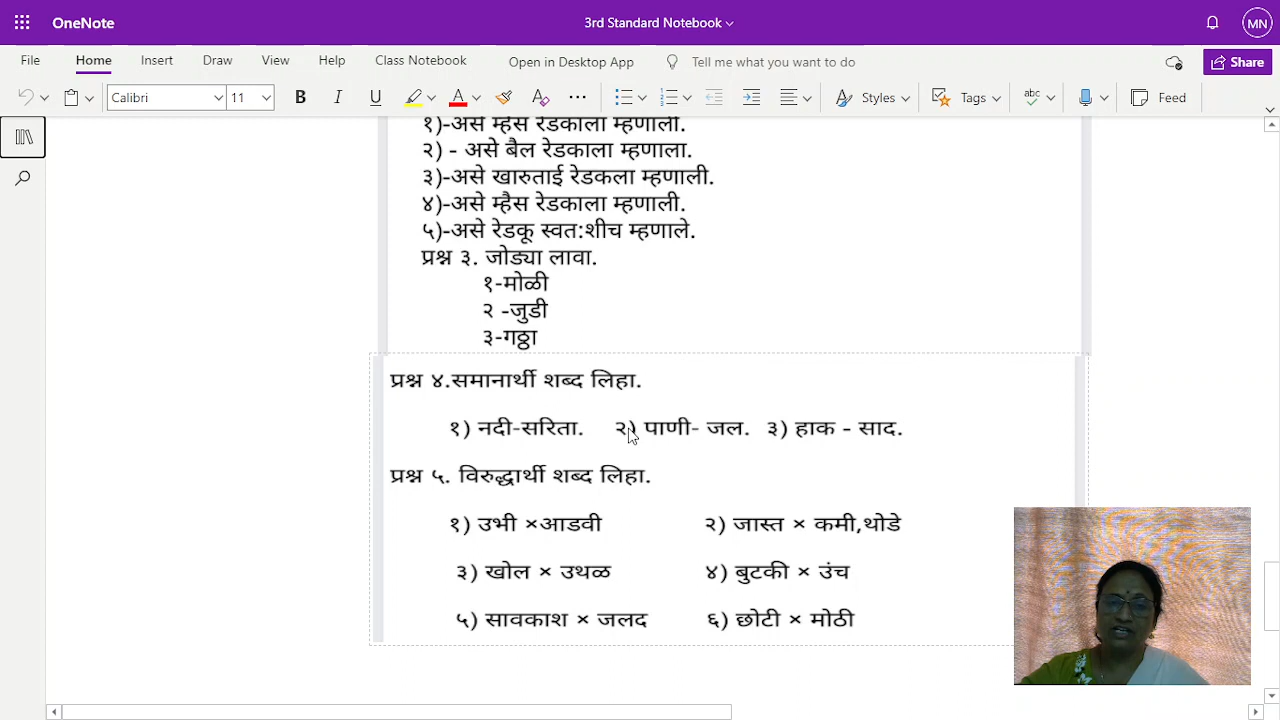 OneNote
3rd Standard Notebook
MN
File Home Insert Draw View Help Class Notebook Open in Desktop App Tell me what you want to do Share
Calibri 11 B I U A Styles Tags abc Feed
१)-असे म्हैस रेडकाला म्हणाली.
२) - असे बैल रेडकाला म्हणाला.
३)-असे खारुताई रेडकला म्हणाली.
४)-असे म्हैस रेडकाला म्हणाली.
५)-असे रेडकू स्वत:शीच म्हणाले.
प्रश्न ३. जोड्या लावा.
१-मोळी
२ -जुडी
३-गठ्ठा
प्रश्न ४.समानार्थी शब्द लिहा.
१) नदी-सरिता. २) पाणी- जल. ३) हाक - साद.
प्रश्न ५. विरुद्धार्थी शब्द लिहा.
१) उभी ×आडवी २) जास्त × कमी,थोडे
३) खोल × उथळ ४) बुटकी × उंच
५) सावकाश × जलद ६) छोटी × मोठी